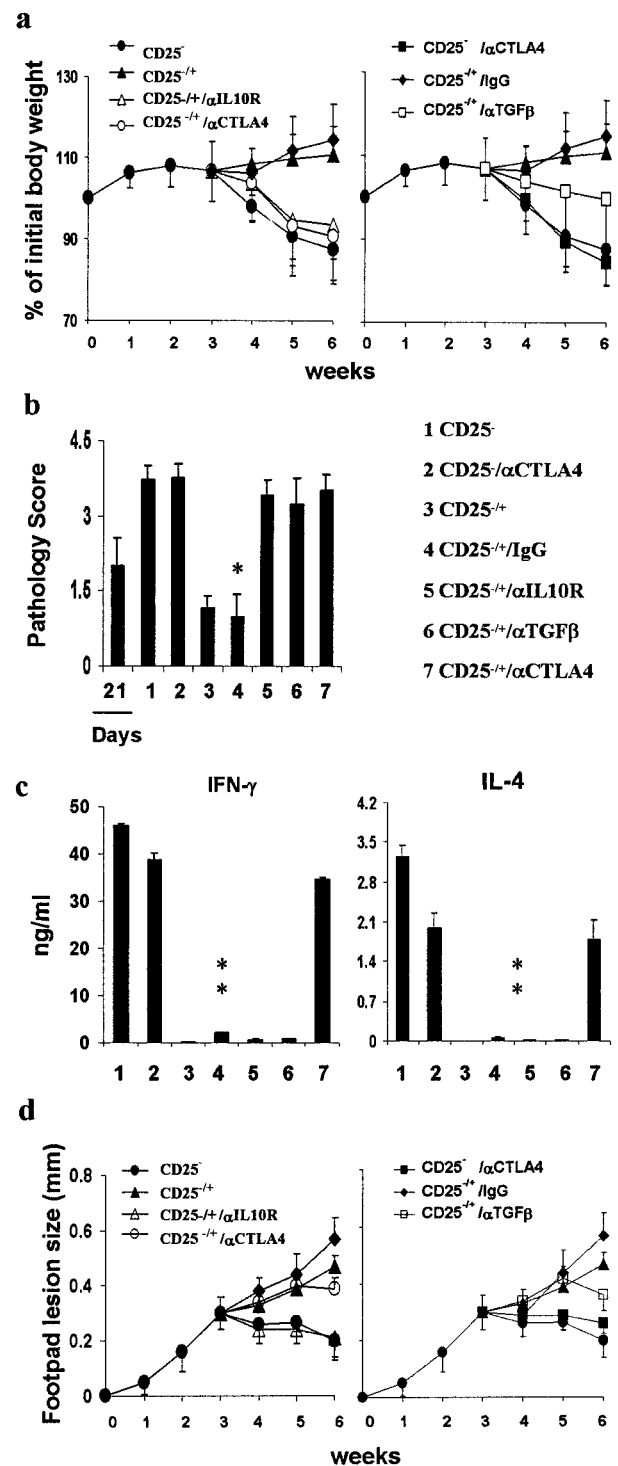 a
CD25-
CD25-/+
CD25-/+/αIL10R
CD25-/+/αCTLA4
CD25- /αCTLA4
CD25-/+/IgG
CD25-/+/αTGFβ
% of initial body weight
130
110
90
70
0 1 2 3 4 5 6
0 1 2 3 4 5 6
weeks
b
Pathology Score
4.5
3
1.5
0
*
21 1 2 3 4 5 6 7
Days
1 CD25-
2 CD25-/αCTLA4
3 CD25-/+
4 CD25-/+/IgG
5 CD25-/+/αIL10R
6 CD25-/+/αTGFβ
7 CD25-/+/αCTLA4
c
IFN-γ
IL-4
ng/ml
50
40
30
20
10
0
*
*
1 2 3 4 5 6 7
4.2
3.5
2.8
2.1
1.4
0.7
0
*
*
1 2 3 4 5 6 7
d
Footpad lesion size (mm)
0.8
0.6
0.4
0.2
0
CD25-
CD25-/+
CD25-/+/αIL10R
CD25-/+/αCTLA4
CD25- /αCTLA4
CD25-/+/IgG
CD25-/+/αTGFβ
0 1 2 3 4 5 6
0 1 2 3 4 5 6
weeks